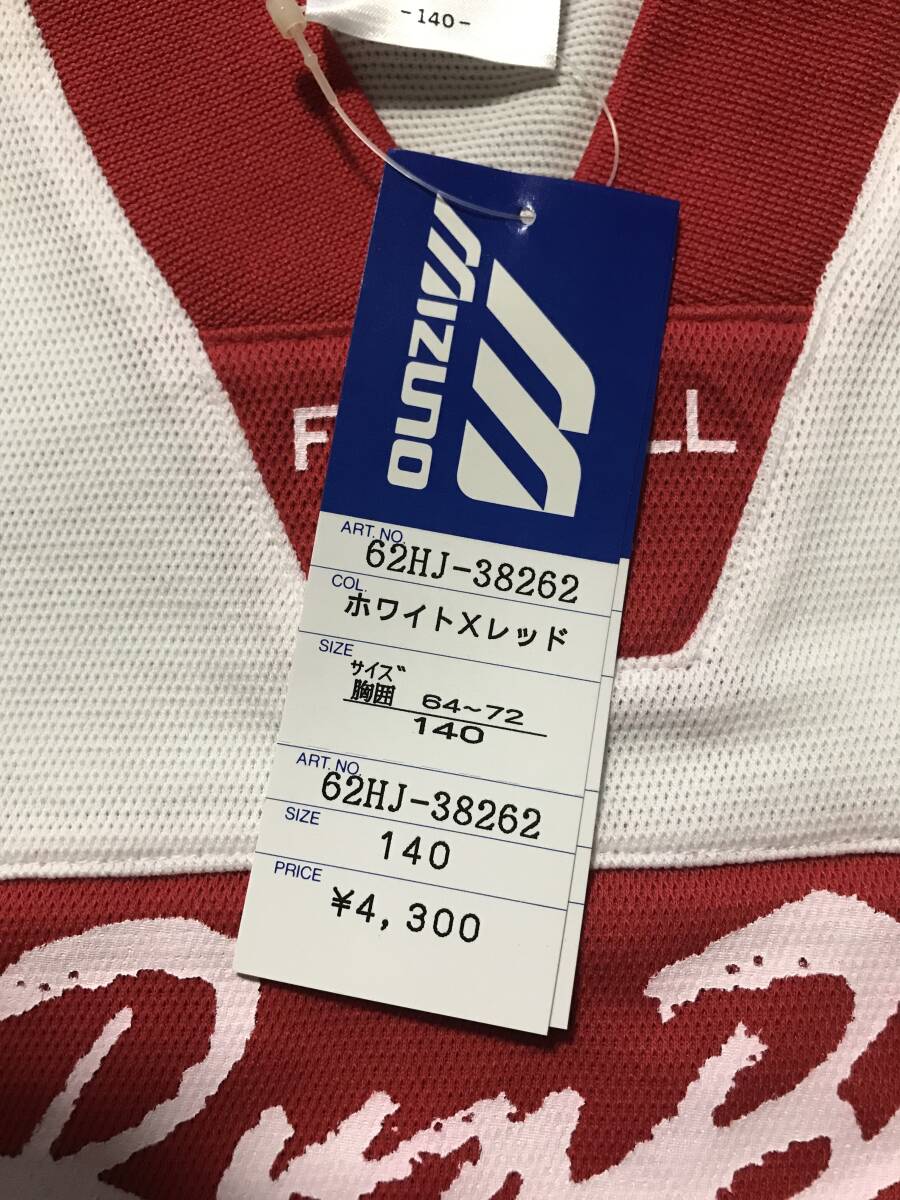 -140-
MIZUNO
F LL
ART. NO.
62HJ-38262
COL.
ホワイトXレッド
SIZE
サイズ
胸囲 64~72
140
ART. NO.
62HJ-38262
SIZE
140
PRICE
¥4,300